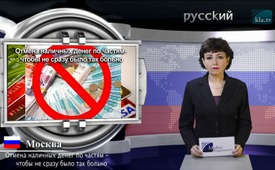 русский
kla.tv
Отмена наличных денег по частям –
чтобы не сразу было так больно
VISA
Москва
Отмена наличных денег по частям –
чтобы не сразу было так больно